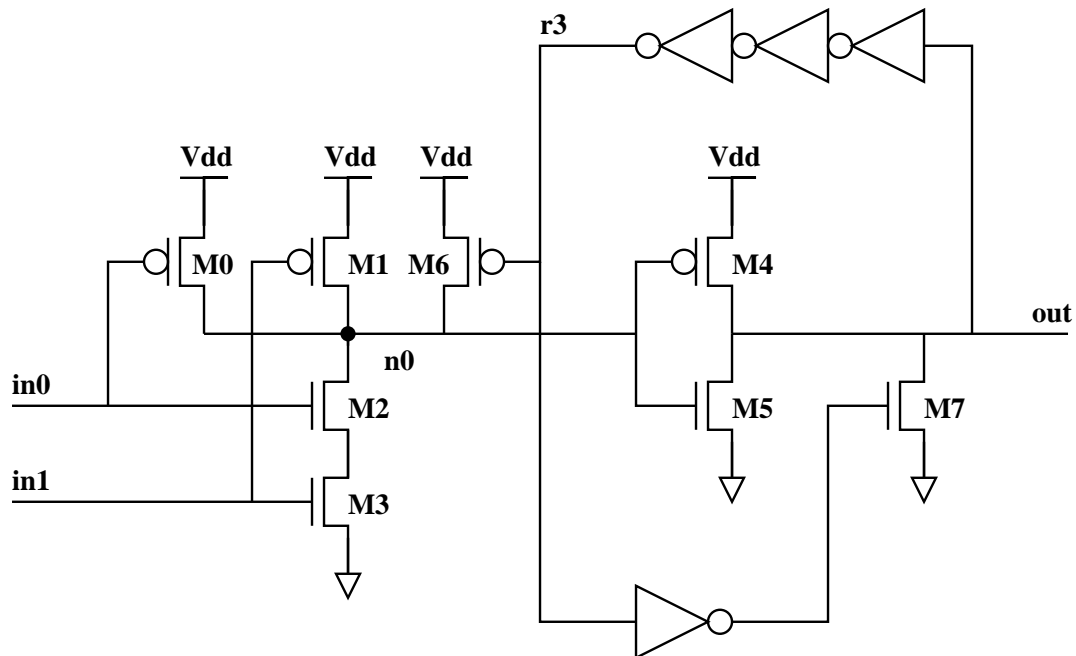 r3
Vdd Vdd Vdd Vdd
M0 M1 M6 M4
out
n0
in0
M2 M5 M7
in1
M3